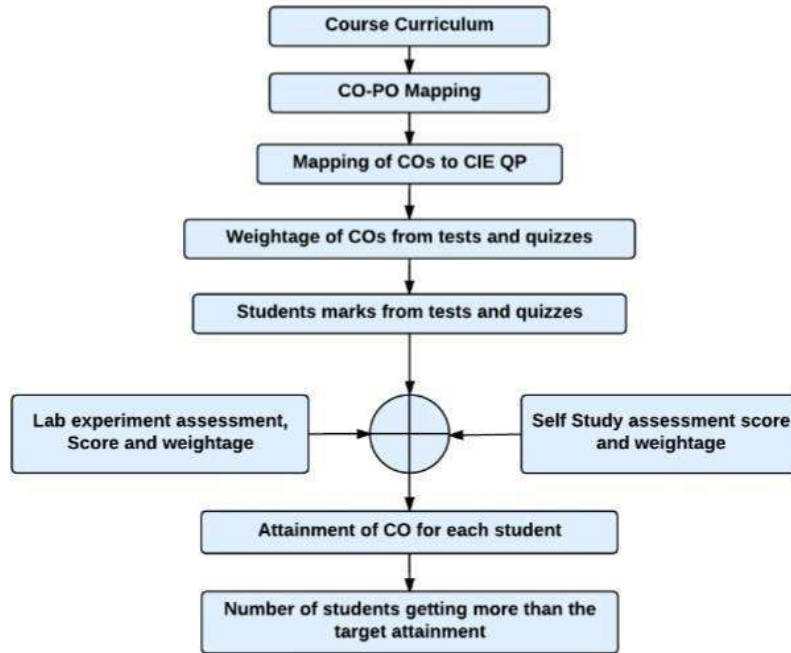 Course Curriculum
CO-PO Mapping
Mapping of COs to CIE QP
Weightage of COs from tests and quizzes
Students marks from tests and quizzes
Lab experiment assessment,
Score and weightage
Self Study assessment score
and weightage
Attainment of CO for each student
Number of students getting more than the
target attainment